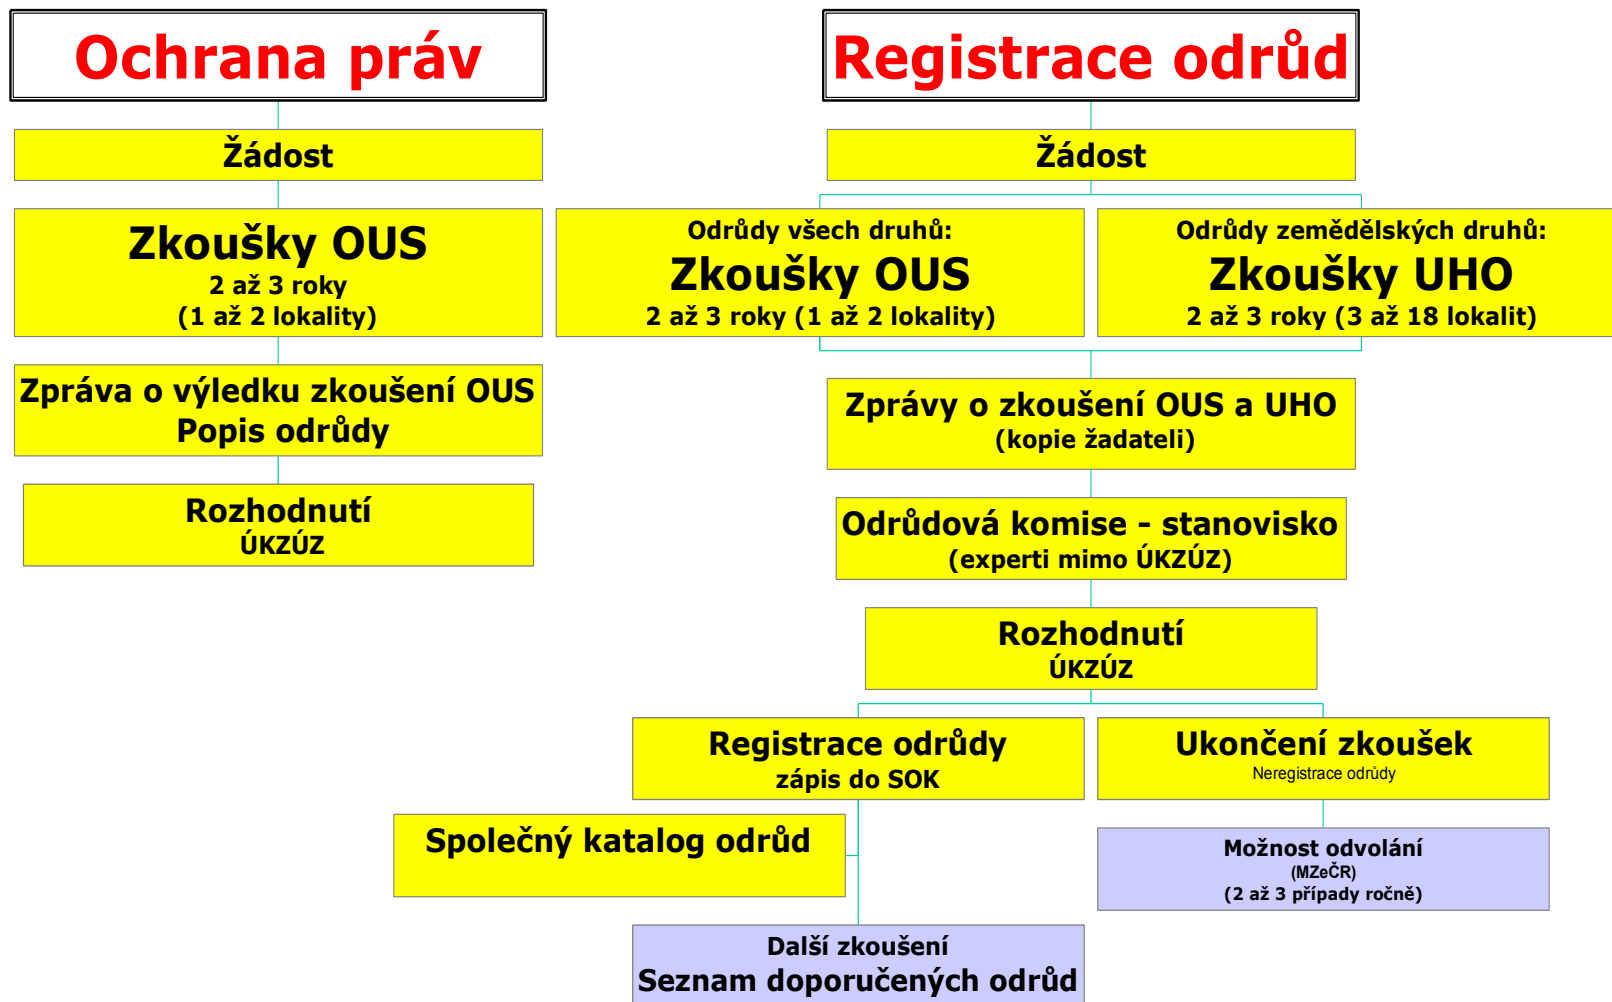 Ochrana práv
Žádost
Zkoušky OUS
2 až 3 roky
(1 až 2 lokality)
Zpráva o výledku zkoušení OUS
Popis odrůdy
Rozhodnutí
ÚKZÚZ
Registrace odrůd
Žádost
Odrůdy všech druhů:
Zkoušky OUS
2 až 3 roky (1 až 2 lokality)
Odrůdy zemědělských druhů:
Zkoušky UHO
2 až 3 roky (3 až 18 lokalit)
Zprávy o zkoušení OUS a UHO
(kopie žadateli)
Odrůdová komise - stanovisko
(experti mimo ÚKZÚZ)
Rozhodnutí
ÚKZÚZ
Registrace odrůdy
zápis do SOK
Ukončení zkoušek
Neregistrace odrůdy
Společný katalog odrůd
Možnost odvolání
(MZeČR)
(2 až 3 případy ročně)
Další zkoušení
Seznam doporučených odrůd